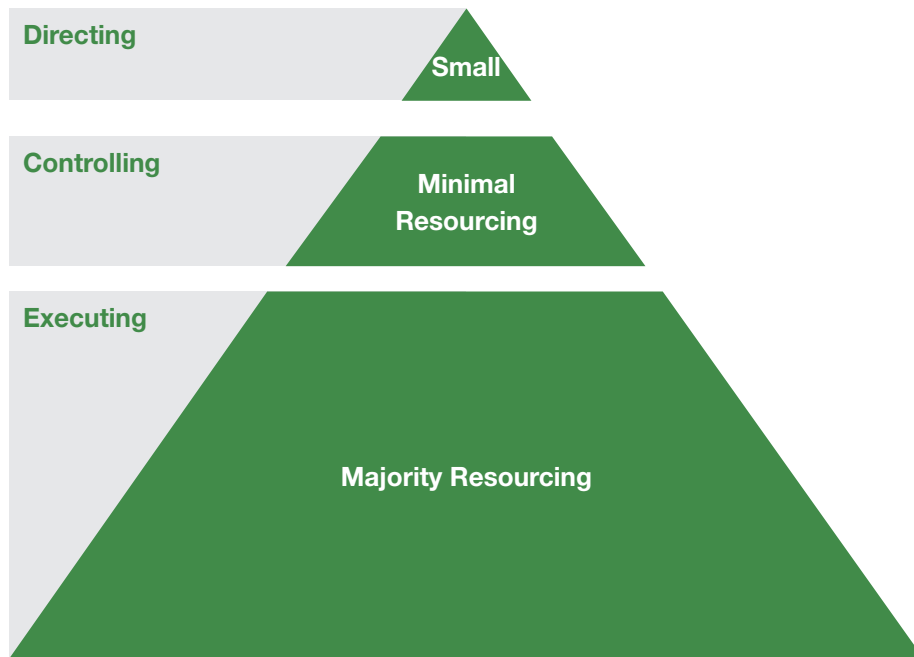 Directing
Small
Controlling
Minimal
Resourcing
Executing
Majority Resourcing